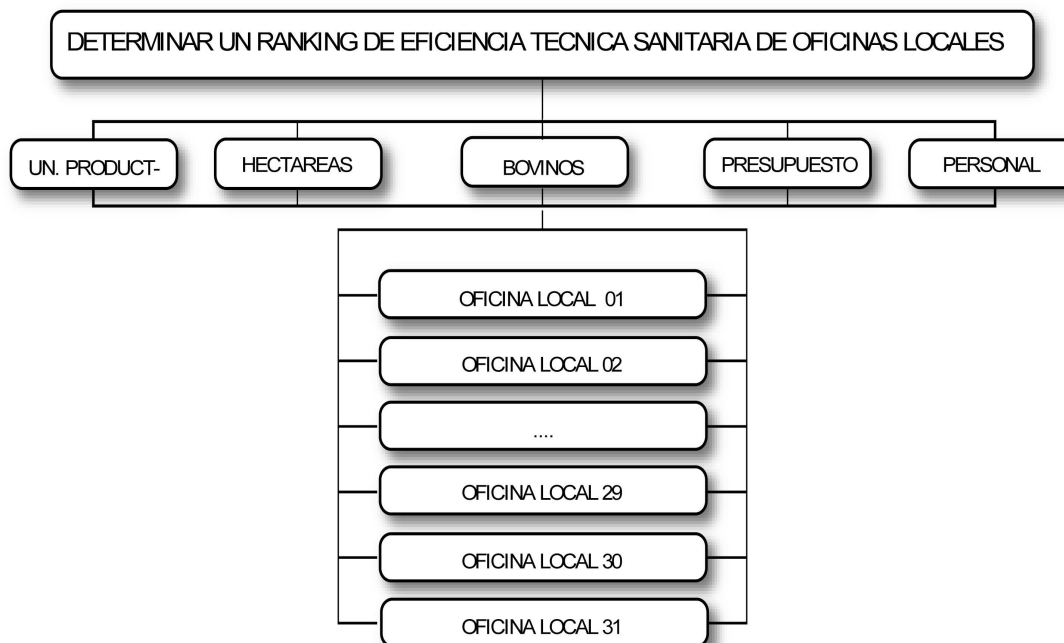 DETERMINAR UN RANKING DE EFICIENCIA TECNICA SANITARIA DE OFICINAS LOCALES
UN. PRODUCT-
HECTAREAS
BOVINOS
PRESUPUESTO
PERSONAL
OFICINA LOCAL 01
OFICINA LOCAL 02
....
OFICINA LOCAL 29
OFICINA LOCAL 30
OFICINA LOCAL 31